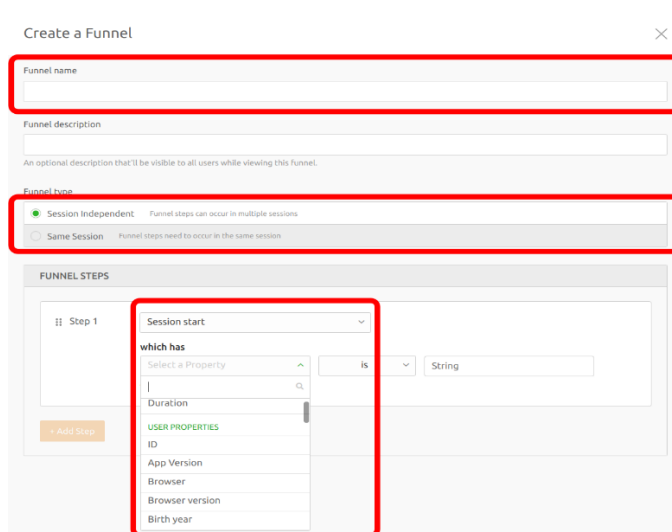 Create a Funnel
Funnel name
Funnel description
An optional description that'll be visible to all users while viewing this funnel.
Funnel type
Session Independent Funnel steps can occur in multiple sessions
Same Session Funnel steps need to occur in the same session
FUNNEL STEPS
Step 1 Session start
which has
Select a Property is String
Duration
USER PROPERTIES
ID
+ Add Step
App Version
Browser
Browser version
Birth year